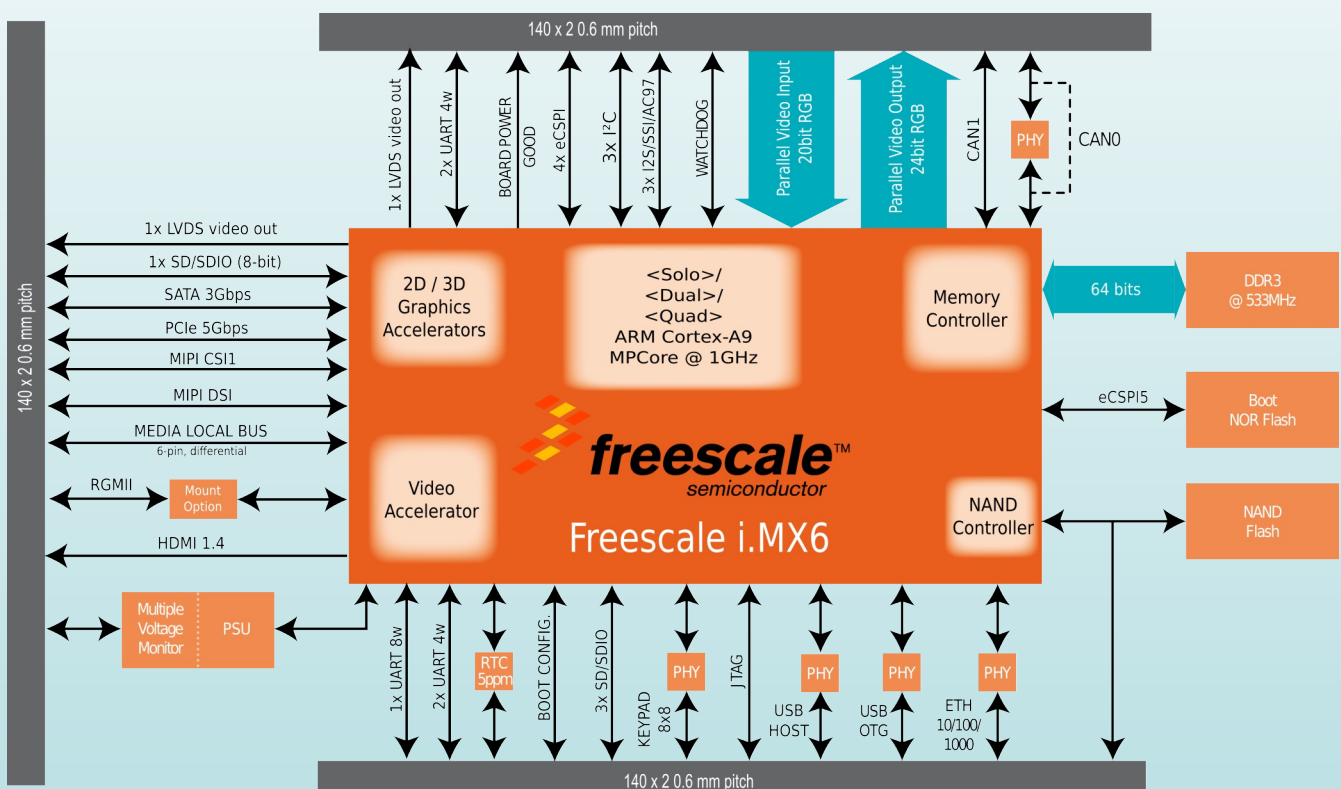 140 x 2 0.6 mm pitch
140 x 2 0.6 mm pitch
1x LVDS video out
2x UART 4w
BOARD POWER
GOOD
4x eCSPI
3x I²C
3x I2S/SSI/AC97
WATCHDOG
Parallel Video Input
20bit RGB
Parallel Video Output
24bit RGB
CAN1
PHY
CAN0
1x LVDS video out
1x SD/SDIO (8-bit)
SATA 3Gbps
PCIe 5Gbps
MIPI CSI1
MIPI DSI
MEDIA LOCAL BUS
6-pin, differential
RGMII
Mount
Option
HDMI 1.4
Multiple
Voltage
Monitor
PSU
2D / 3D
Graphics
Accelerators
<Solo>/
<Dual>/
<Quad>
ARM Cortex-A9
MPCore @ 1GHz
Memory
Controller
64 bits
DDR3
@ 533MHz
eCSPI5
Boot
NOR Flash
Video
Accelerator
freescale™
semiconductor
Freescale i.MX6
NAND
Controller
NAND
Flash
1x UART 8w
2x UART 4w
RTC
5ppm
BOOT CONFIG.
3x SD/SDIO
KEYPAD
8x8
PHY
JTAG
USB
HOST
PHY
USB
OTG
PHY
ETH
10/100/
1000
PHY
140 x 2 0.6 mm pitch